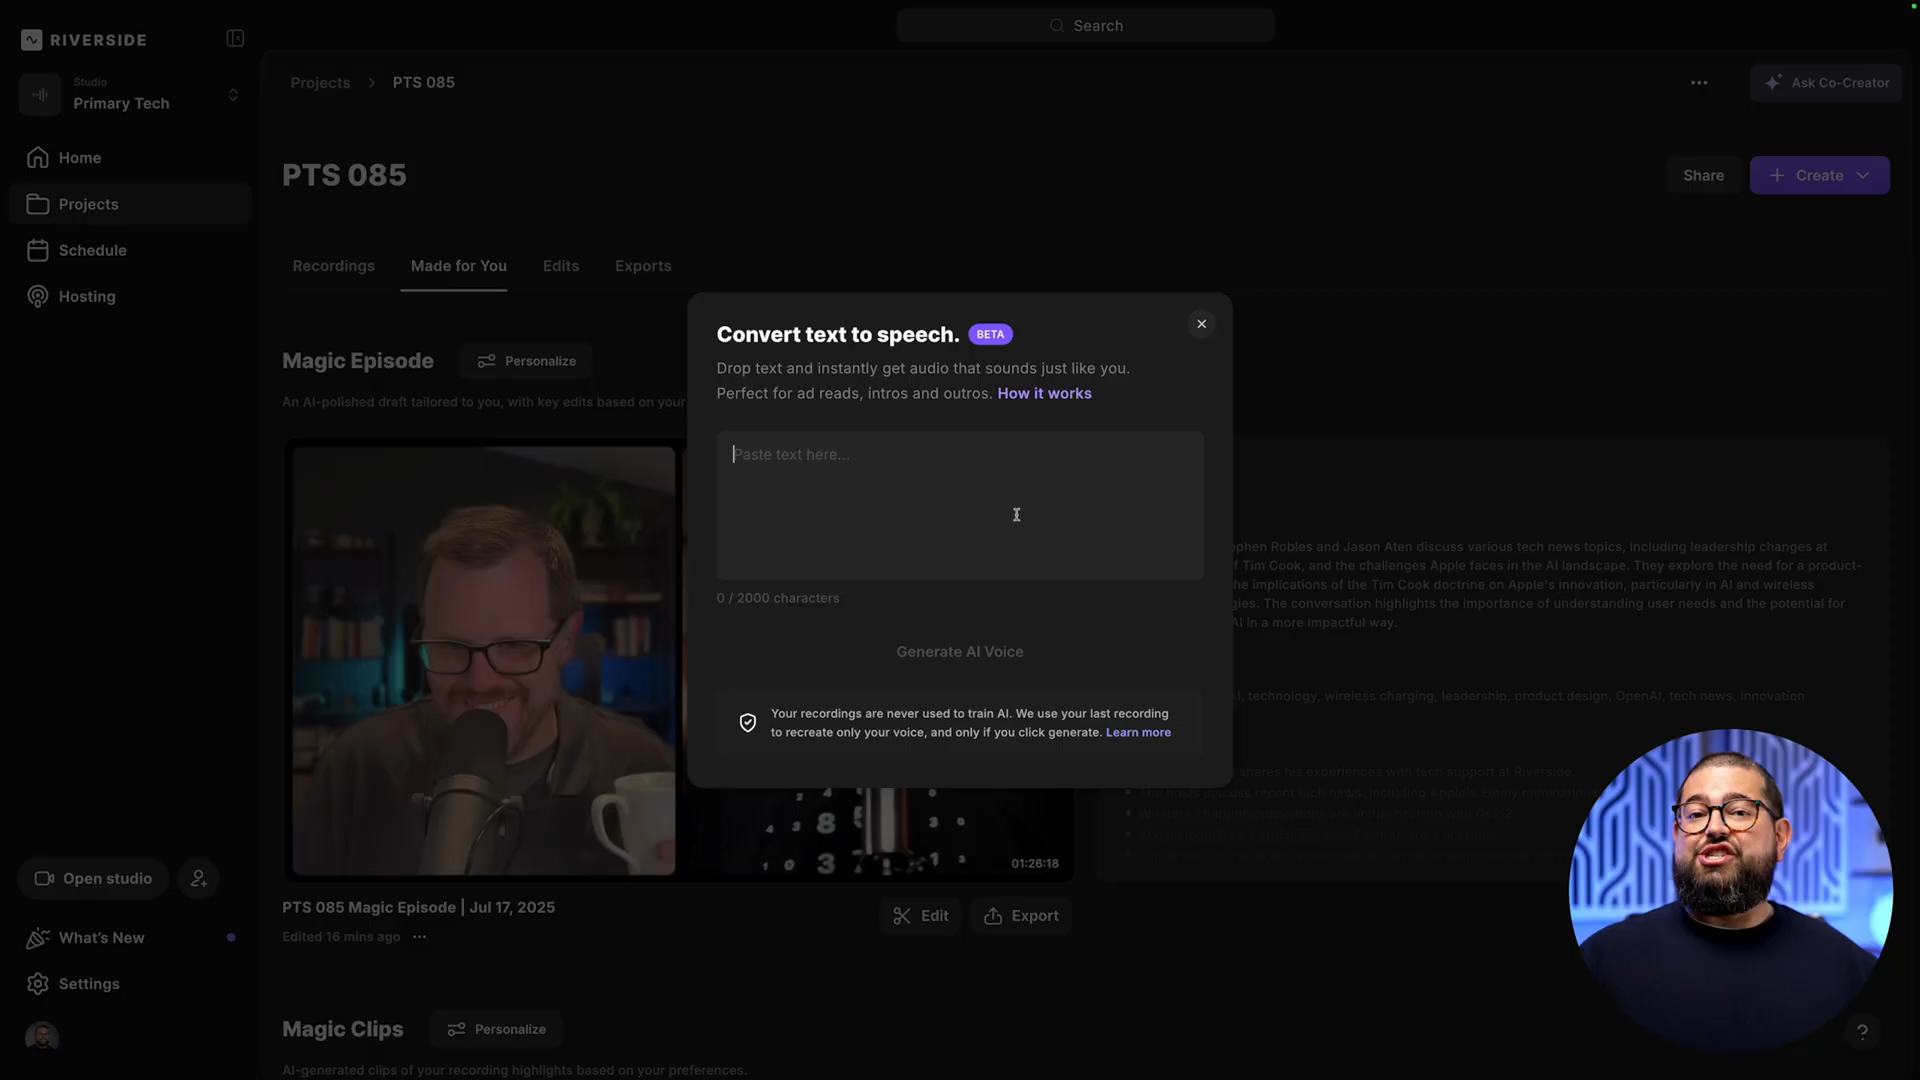 RIVERSIDE
Search
Studio
Primary Tech
Projects > PTS 085
Ask Co-Creator
Home
PTS 085
Share
Create
Projects
Schedule
Hosting
Recordings
Made for You
Edits
Exports
Convert text to speech. BETA
Drop text and instantly get audio that sounds just like you.
Perfect for ad reads, intros and outros. How it works
Magic Episode
Personalize
An AI-polished draft tailored to you, with key edits based on your
Paste text here...
0 / 2000 characters
Generate AI Voice
Your recordings are never used to train AI. We use your last recording
to recreate only your voice, and only if you click generate. Learn more
phen Robles and Jason Aten discuss various tech news topics, including leadership changes at
f Tim Cook, and the challenges Apple faces in the AI landscape. They explore the need for a product-
he implications of the Tim Cook doctrine on Apple's innovation, particularly in AI and wireless
gies. The conversation highlights the importance of understanding user needs and the potential for
AI in a more impactful way.
AI, technology, wireless charging, leadership, product design, OpenAI, tech news, innovation
shares his experiences with tech support at Riverside.
01:26:18
PTS 085 Magic Episode | Jul 17, 2025
Edited 16 mins ago
Edit
Export
Open studio
What's New
Settings
Magic Clips
Personalize
AI-generated clips of your recording highlights based on your preferences.
?